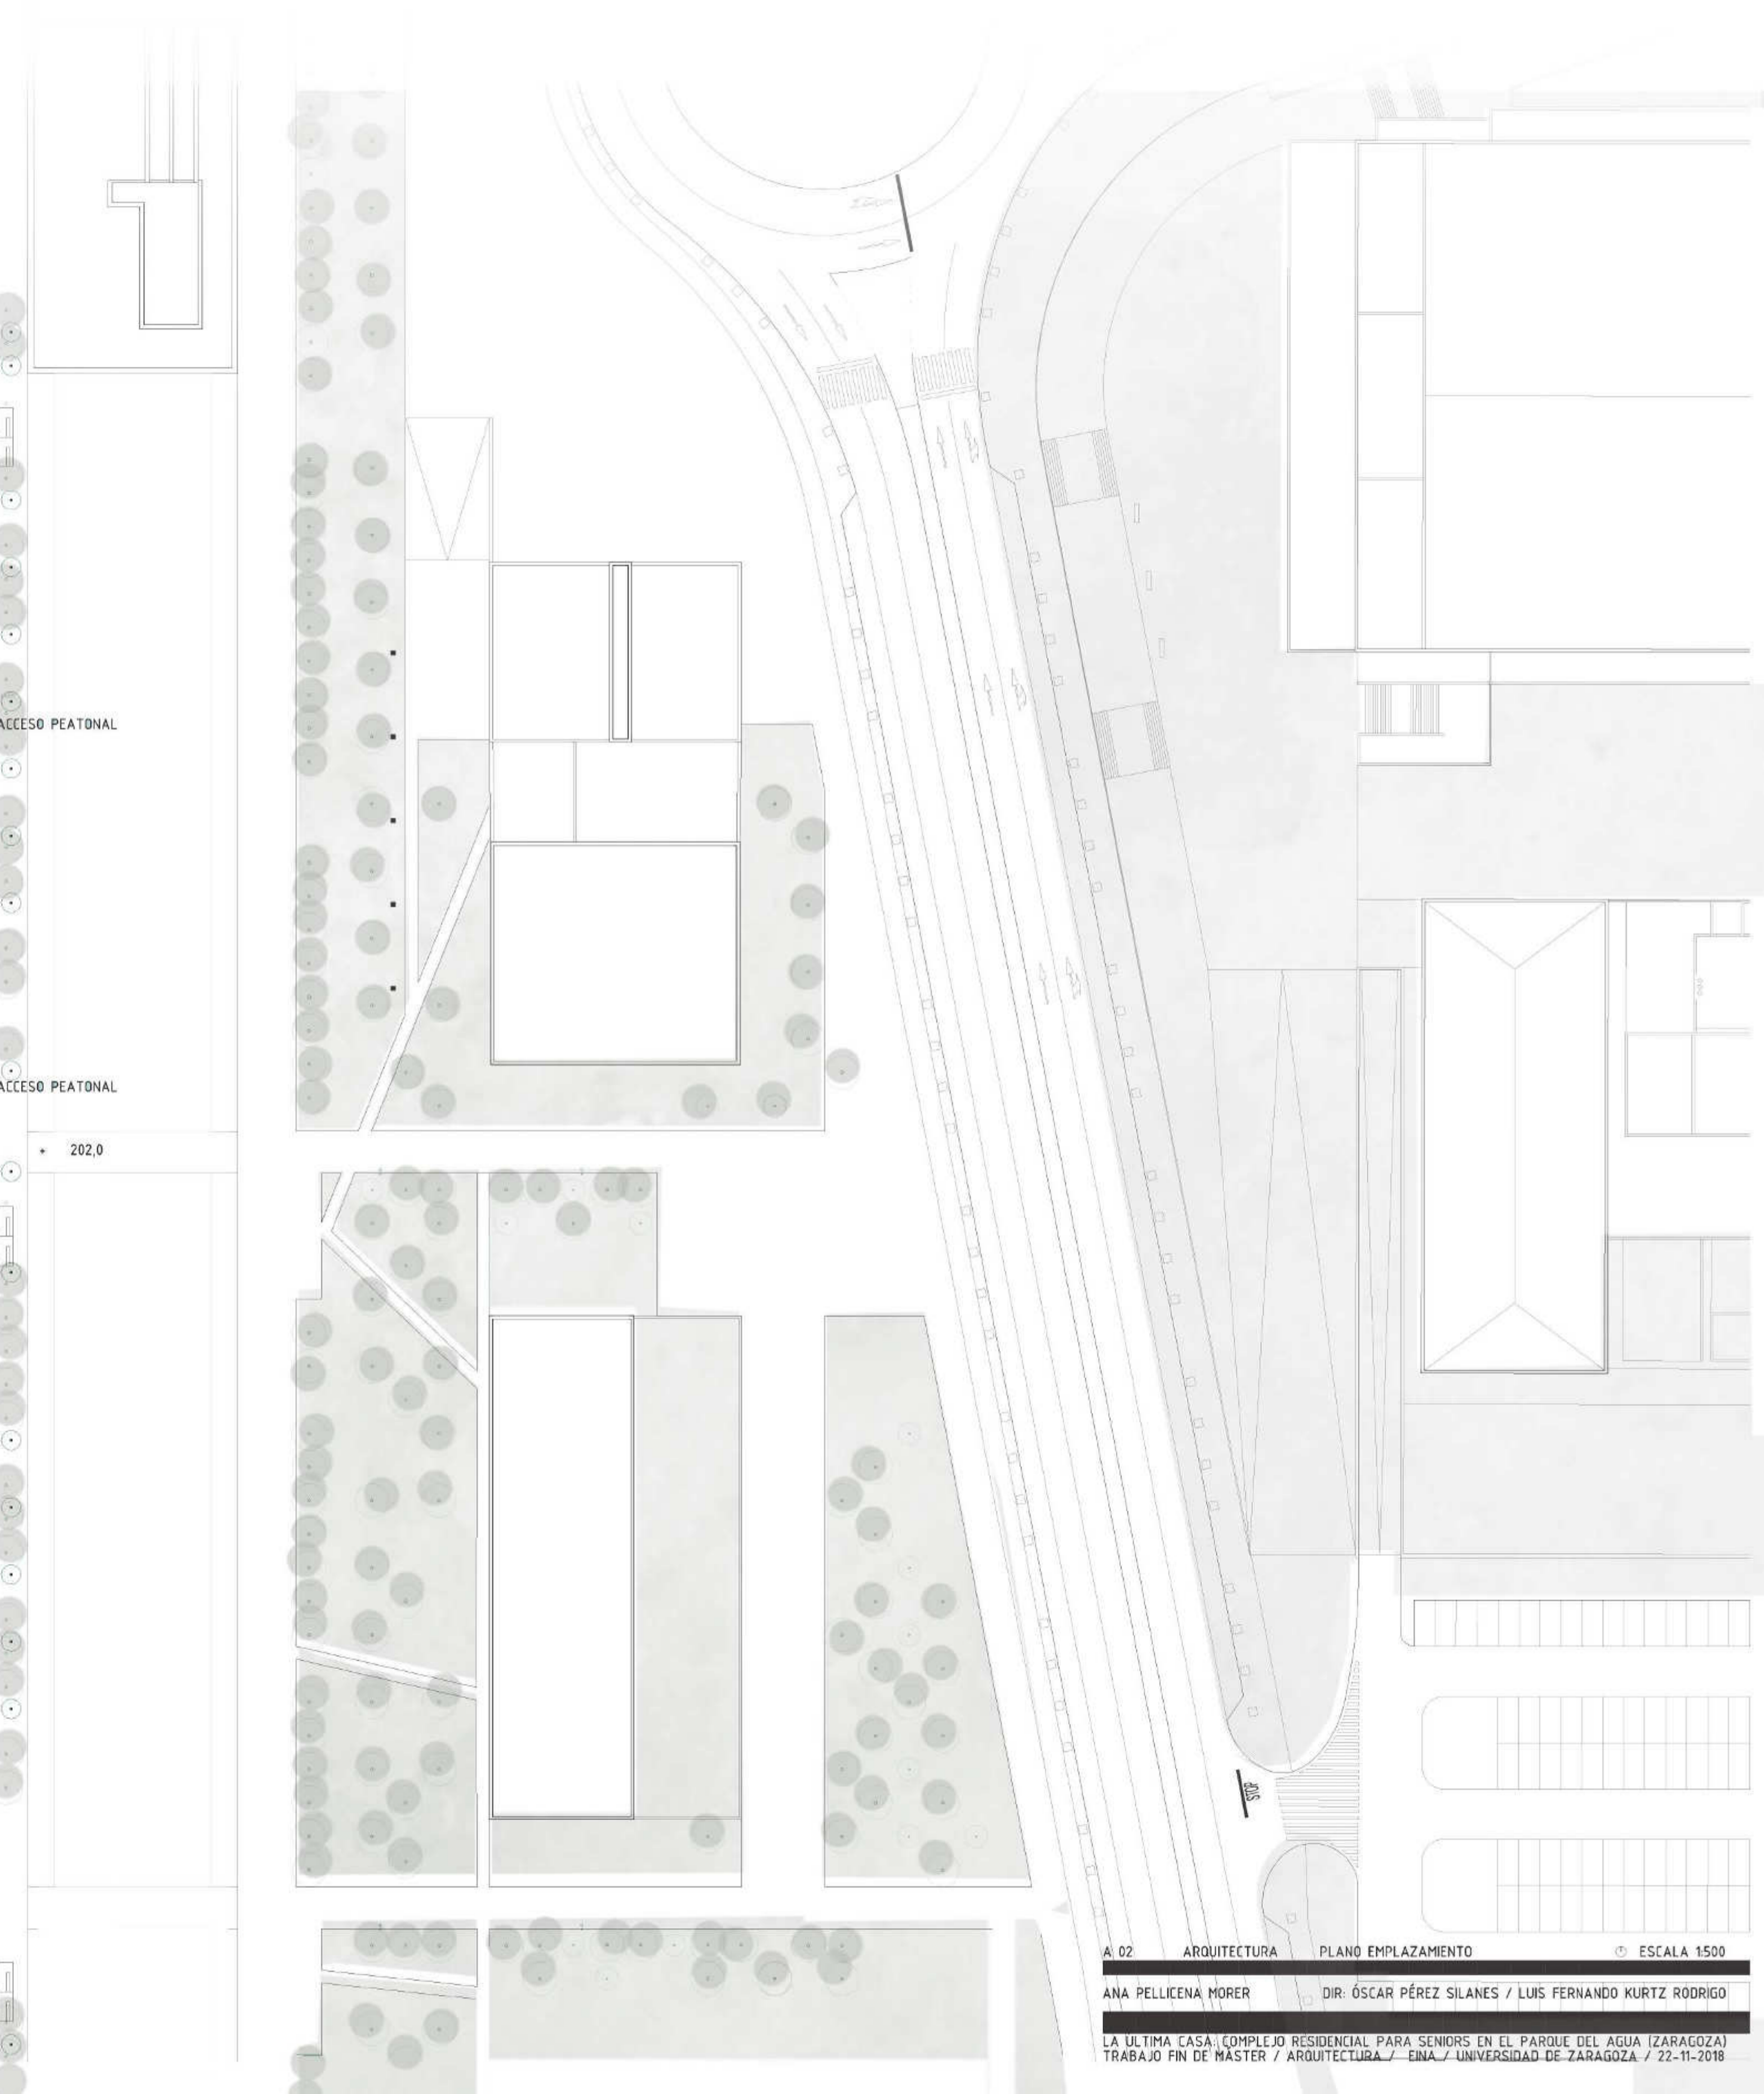 ACCESO PEATONAL
ACCESO PEATONAL
+ 202,0
STOP
A 02 ARQUITECTURA PLANO EMPLAZAMIENTO ESCALA 1:500
ANA PELLICENA MORER DIR: ÓSCAR PÉREZ SILANES / LUIS FERNANDO KURTZ RODRIGO
LA ÚLTIMA CASA: COMPLEJO RESIDENCIAL PARA SENIORS EN EL PARQUE DEL AGUA (ZARAGOZA)
TRABAJO FIN DE MÁSTER / ARQUITECTURA / EINA / UNIVERSIDAD DE ZARAGOZA / 22-11-2018